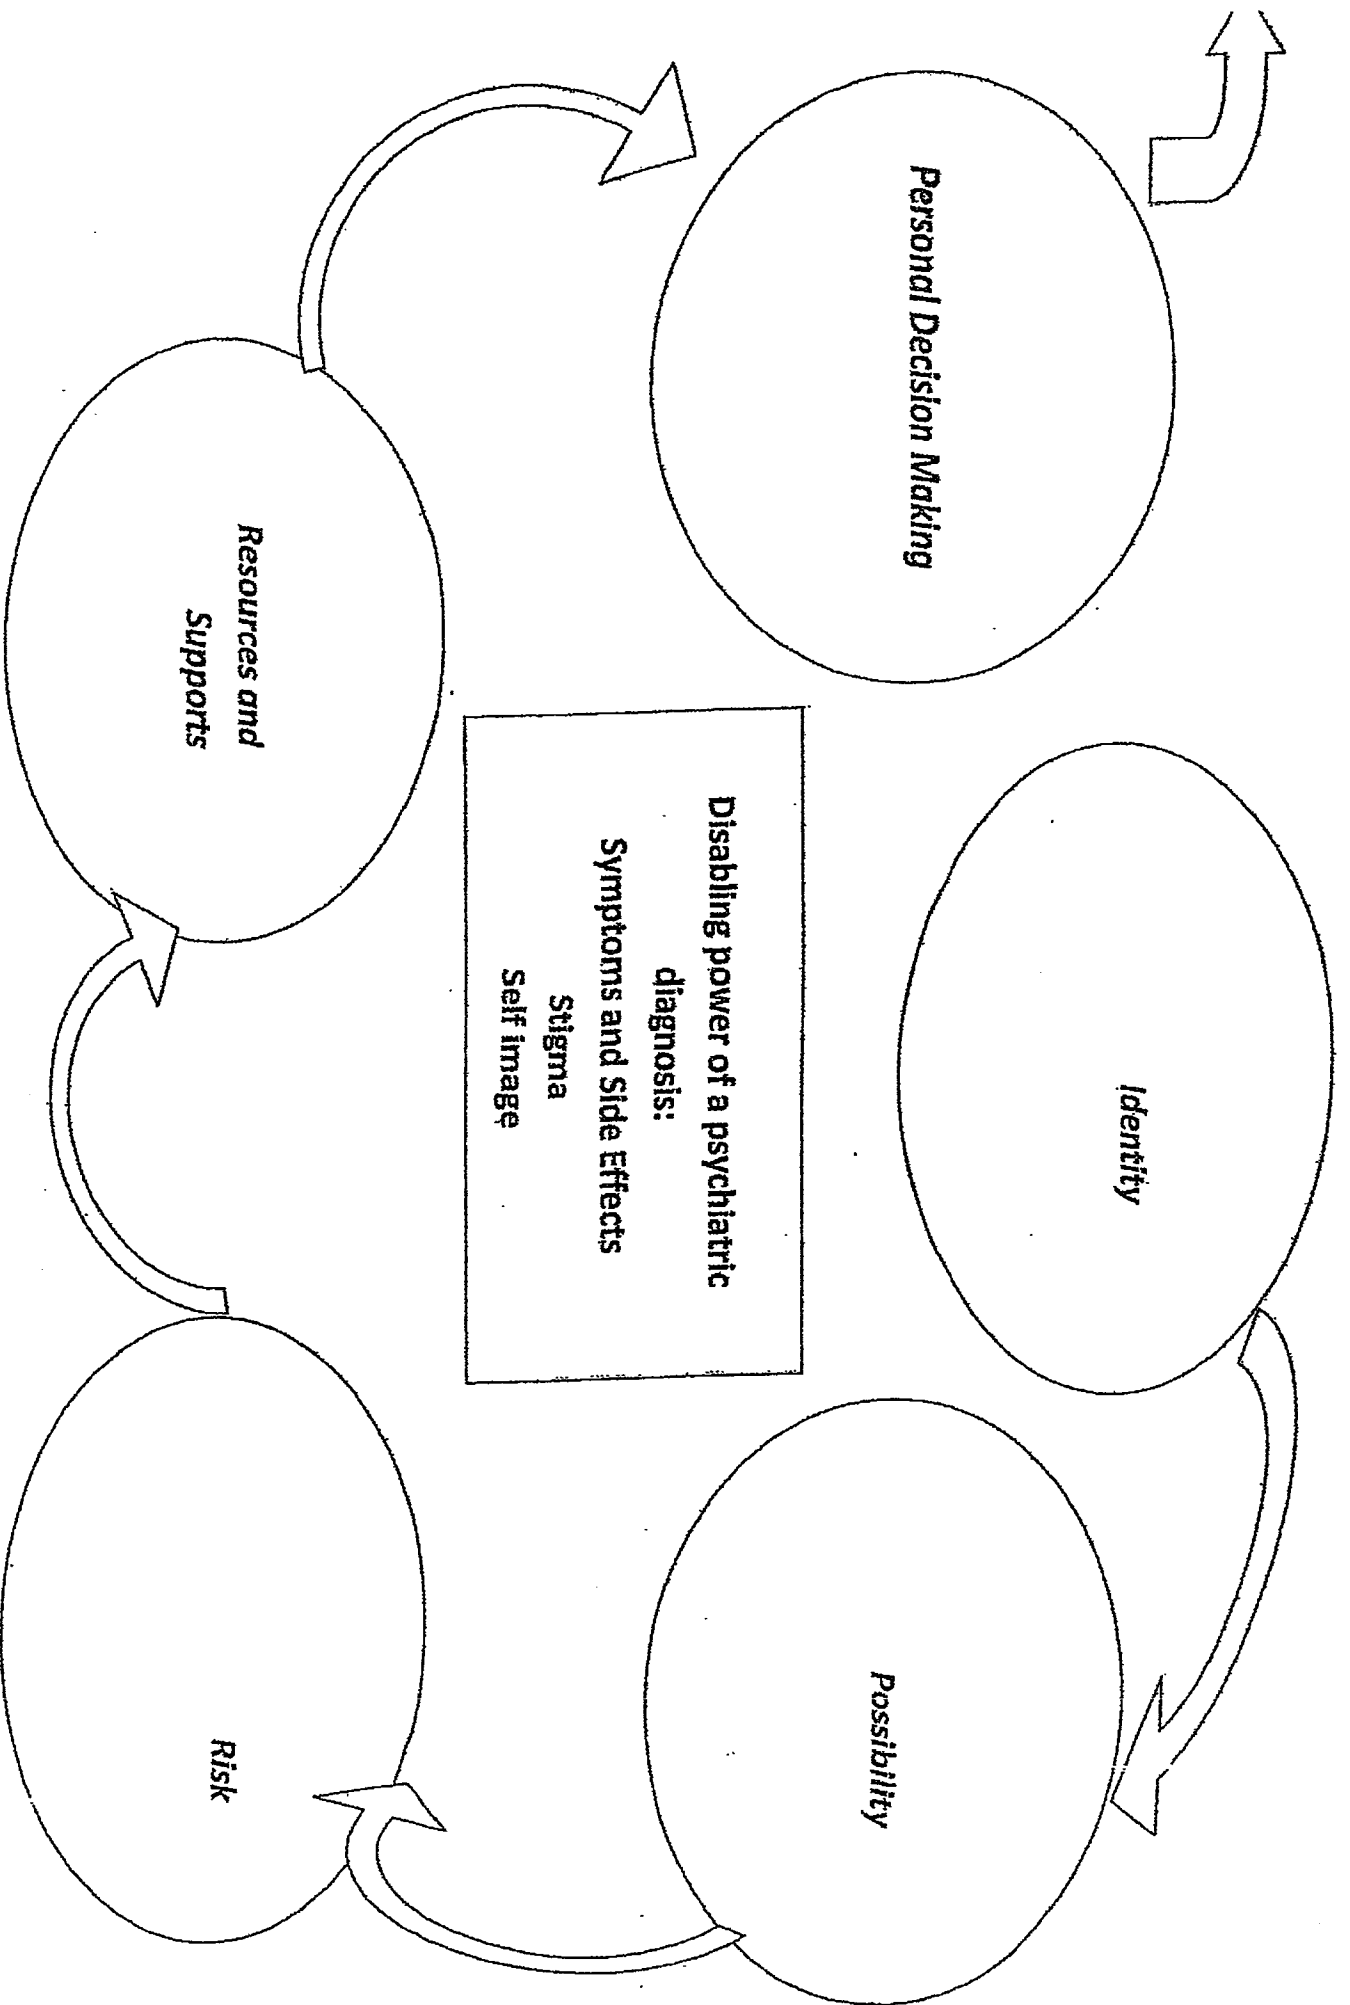 Identity
Personal Decision Making
Possibility
Disabling power of a psychiatric
diagnosis:
Symptoms and Side Effects
Stigma
Self image
Resources and
Supports
Risk